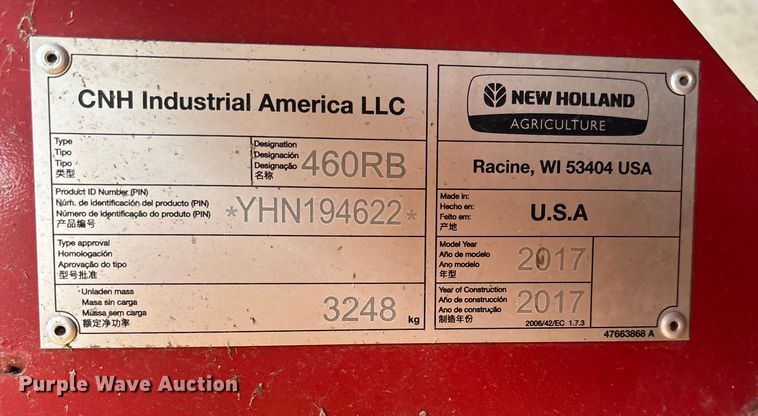 CNH Industrial America LLC
NEW HOLLAND
AGRICULTURE
Type
Tipo
Tipo
类型
Designation
Designación
Designação
名称
460RB
Racine, WI 53404 USA
Product ID Number (PIN)
Núm. de identificación del producto (PIN)
Número de identificação do produto (PIN)
产品编号
*YHN194622*
Made in:
Hecho en:
Feito em:
产地
U.S.A
Type approval
Homologación
Aprovação do tipo
型号批准
Model Year
Año de modelo
Ano modelo
年型
2017
Unladen mass
Masa sin carga
Massa sem carga
额定净功率
3248 kg
Year of Construction
Año de construcción
Ano de construção
制造年份
2017
2006/42/EC 1.7.3
47663868 A
Purple Wave Auction